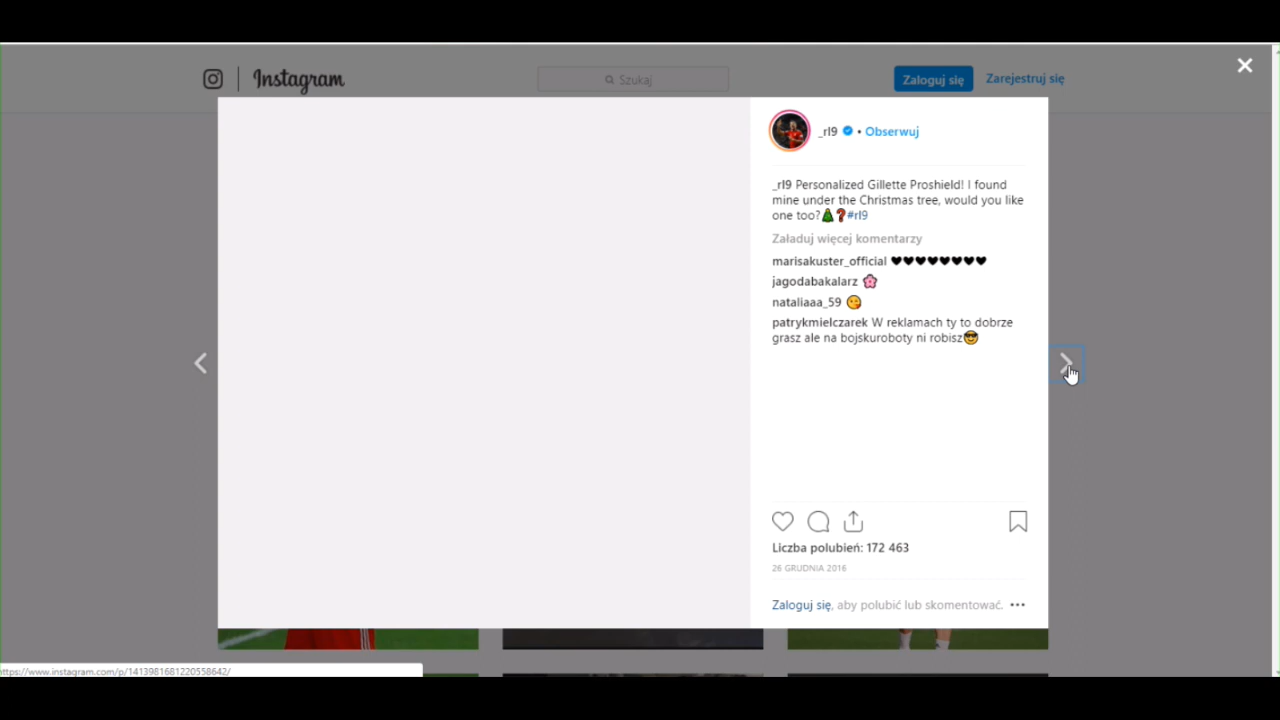 Instagram
Szukaj
Zaloguj się
Zarejestruj się
_rl9 • Obserwuj
_rl9 Personalized Gillette Proshield! I found
mine under the Christmas tree, would you like
one too?🎄❓#rl9
Załaduj więcej komentarzy
marisakuster_official ♥♥♥♥♥♥♥♥
jagodabakalarz 🌸
nataliaaa_59 😋
patrykmielczarek W reklamach ty to dobrze
grasz ale na bojskuroboty ni robisz😎
Liczba polubień: 172 463
26 GRUDNIA 2016
Zaloguj się, aby polubić lub skomentować.
ttps://www.instagram.com/p/1413981681220558642/